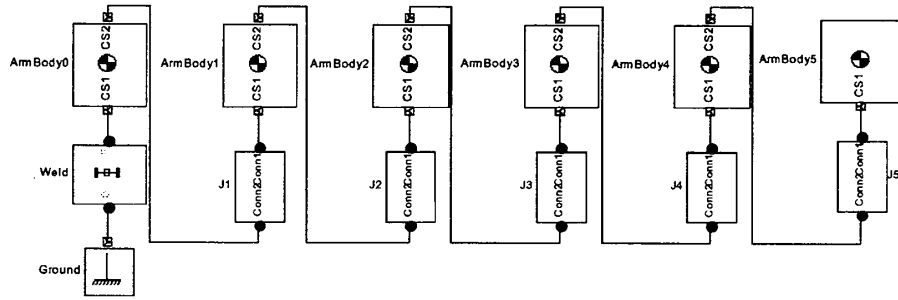 CS2 CS2 CS2 CS2 CS2
ArmBody0 ArmBody1 ArmBody2 ArmBody3 ArmBody4 ArmBody5
CS1 CS1 CS1 CS1 CS1 CS1
Weld
J1 J2 J3 J4 J5
Conn2Conn1 Conn2Conn1 Conn2Conn1 Conn2Conn1 Conn2Conn1
Ground